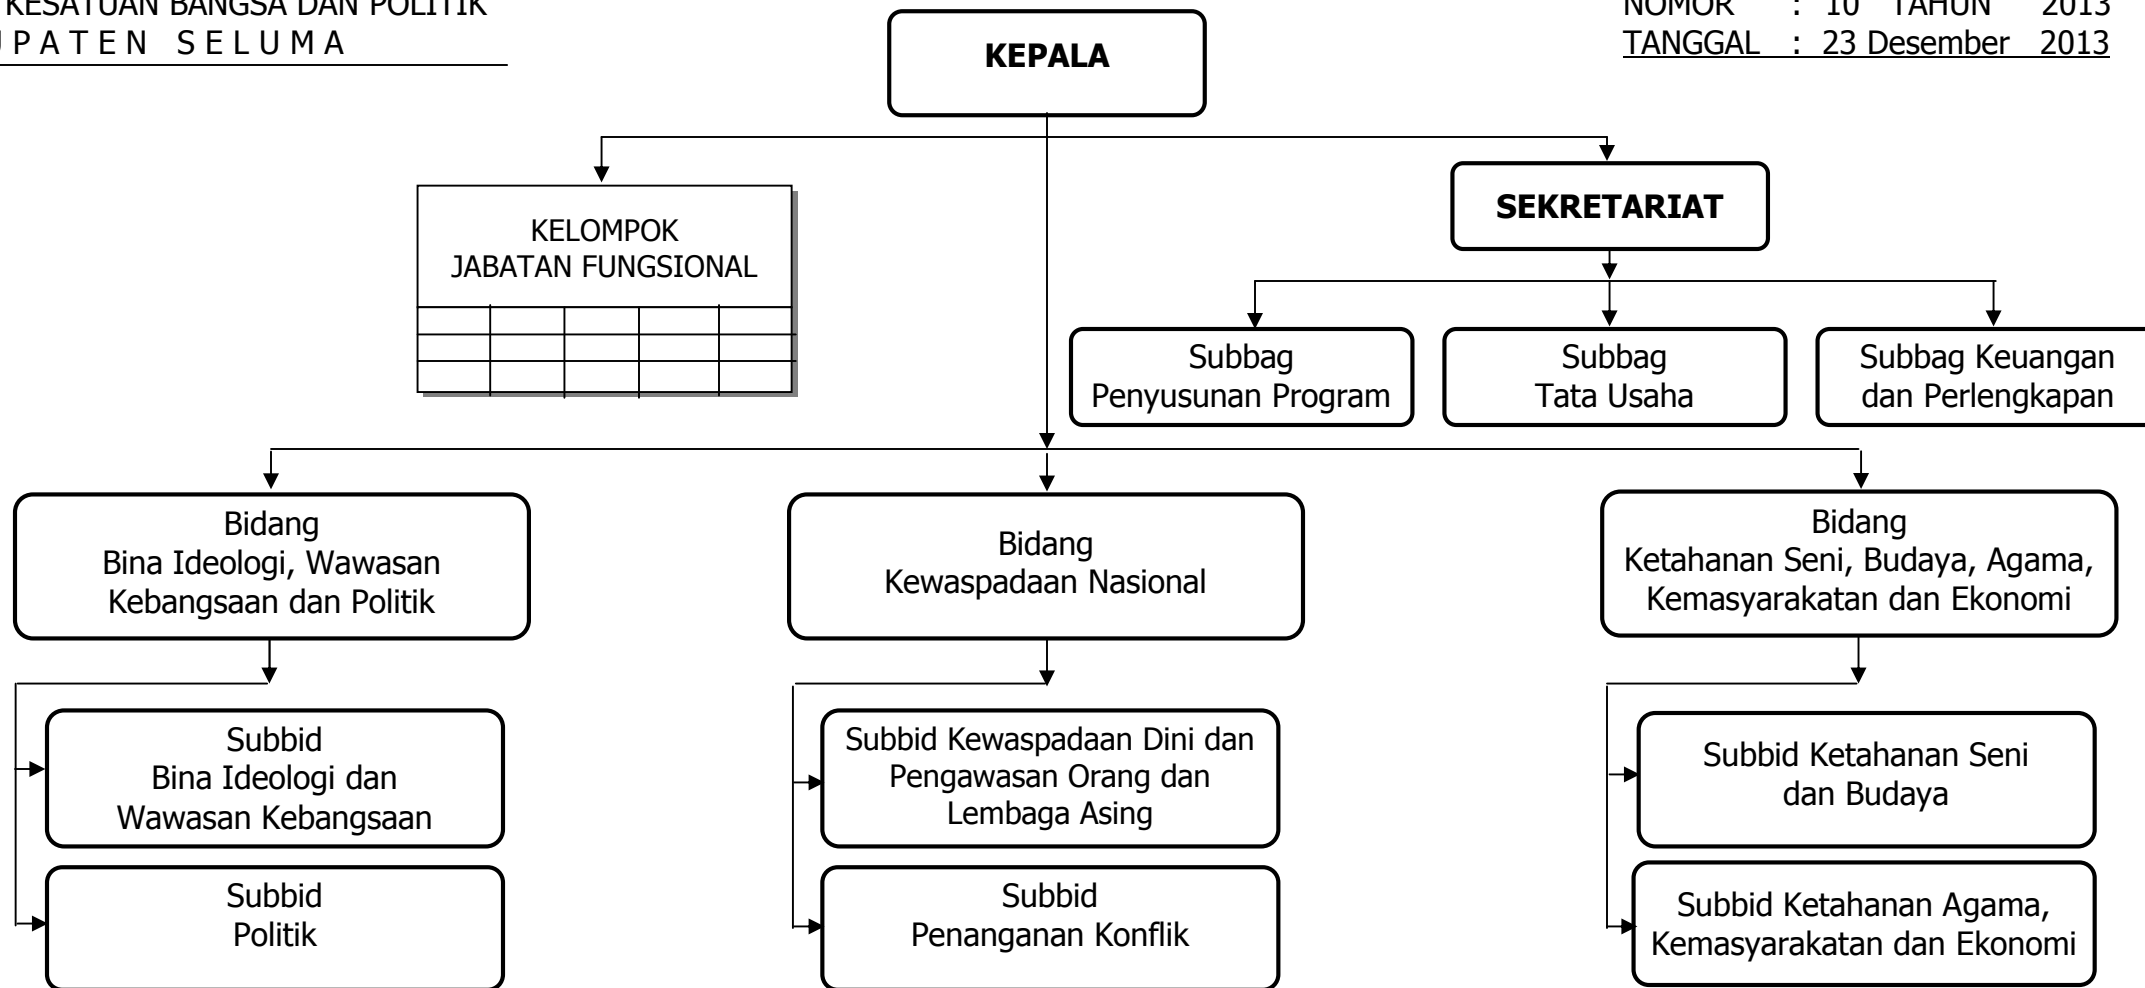 KESATUAN BANGSA DAN POLITIK
U P A T E N S E L U M A
NOMOR : 10 TAHUN 2013
TANGGAL : 23 Desember 2013
KEPALA
KELOMPOK
JABATAN FUNGSIONAL
SEKRETARIAT
Subbag
Penyusunan Program
Subbag
Tata Usaha
Subbag Keuangan
dan Perlengkapan
Bidang
Bina Ideologi, Wawasan
Kebangsaan dan Politik
Bidang
Kewaspadaan Nasional
Bidang
Ketahanan Seni, Budaya, Agama,
Kemasyarakatan dan Ekonomi
Subbid
Bina Ideologi dan
Wawasan Kebangsaan
Subbid
Politik
Subbid Kewaspadaan Dini dan
Pengawasan Orang dan
Lembaga Asing
Subbid
Penanganan Konflik
Subbid Ketahanan Seni
dan Budaya
Subbid Ketahanan Agama,
Kemasyarakatan dan Ekonomi